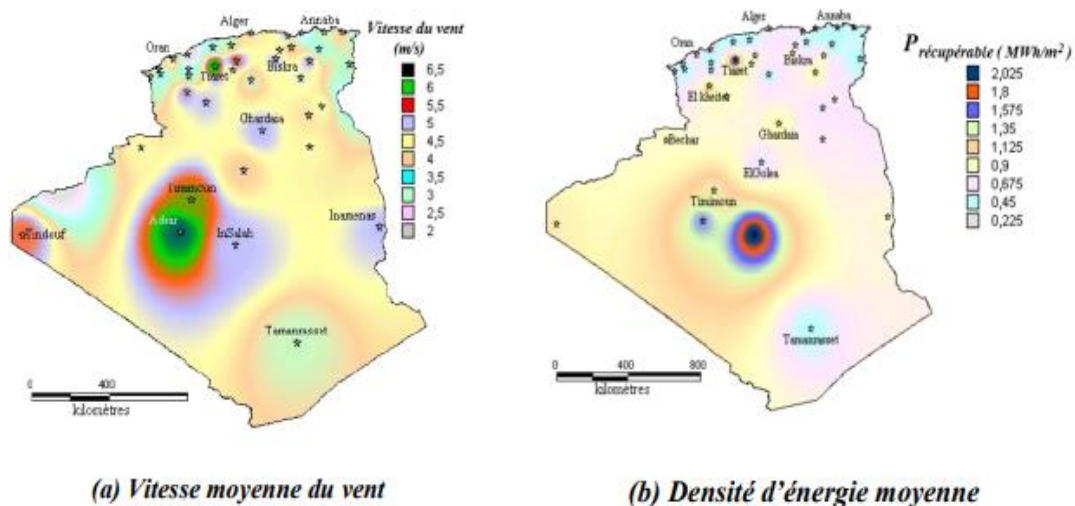 Vitesse du vent
(m/s)
6,5
6
5,5
5
4,5
4
3,5
3
2,5
2
Alger
Annaba
Oran
Tiaret
Biskra
Ghardaia
Timimoun
Adrar
InSalah
Inamenas
Tindouf
Tamanrasset
0 400
kilomètres
(a) Vitesse moyenne du vent
P récupérable ( MWh/m²)
2,025
1,8
1,575
1,35
1,125
0,9
0,675
0,45
0,225
Alger
Annaba
Oran
Tiaret
Biskra
El kheiter
Bechar
Ghardaia
ElGolea
Timimoun
Tamanrasset
0 400 800
kilomètres
(b) Densité d'énergie moyenne